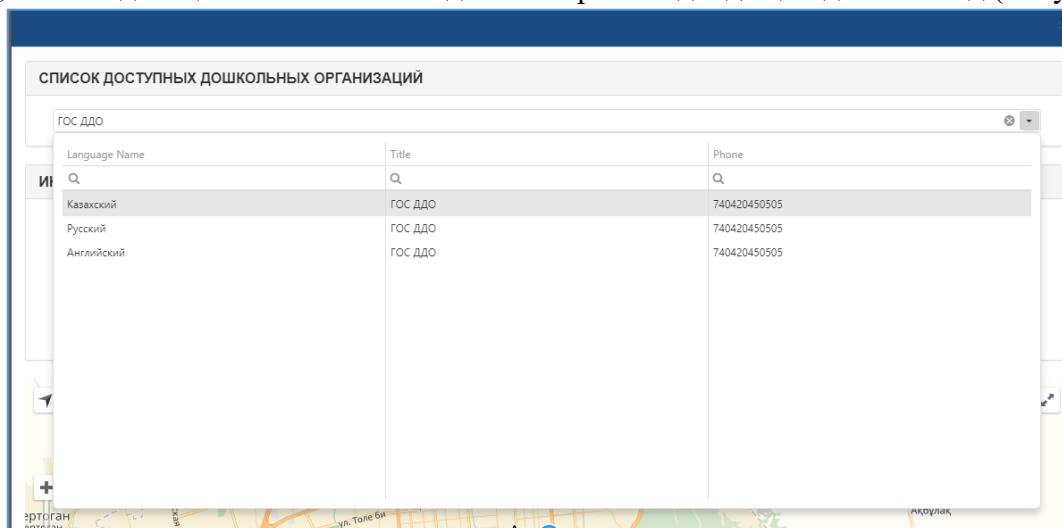 СПИСОК ДОСТУПНЫХ ДОШКОЛЬНЫХ ОРГАНИЗАЦИЙ
ГОС ДДО
Language Name Title Phone
Казахский ГОС ДДО 740420450505
Русский ГОС ДДО 740420450505
Английский ГОС ДДО 740420450505
ул. Толе би